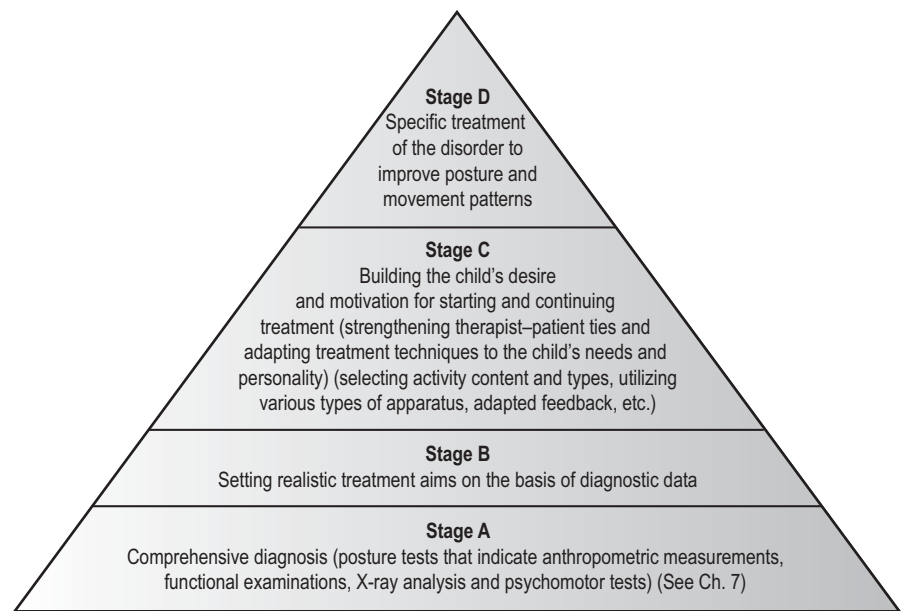 Stage D
Specific treatment
of the disorder to
improve posture and
movement patterns
Stage C
Building the child’s desire
and motivation for starting and continuing
treatment (strengthening therapist–patient ties and
adapting treatment techniques to the child’s needs and
personality) (selecting activity content and types, utilizing
various types of apparatus, adapted feedback, etc.)
Stage B
Setting realistic treatment aims on the basis of diagnostic data
Stage A
Comprehensive diagnosis (posture tests that indicate anthropometric measurements,
functional examinations, X-ray analysis and psychomotor tests) (See Ch. 7)